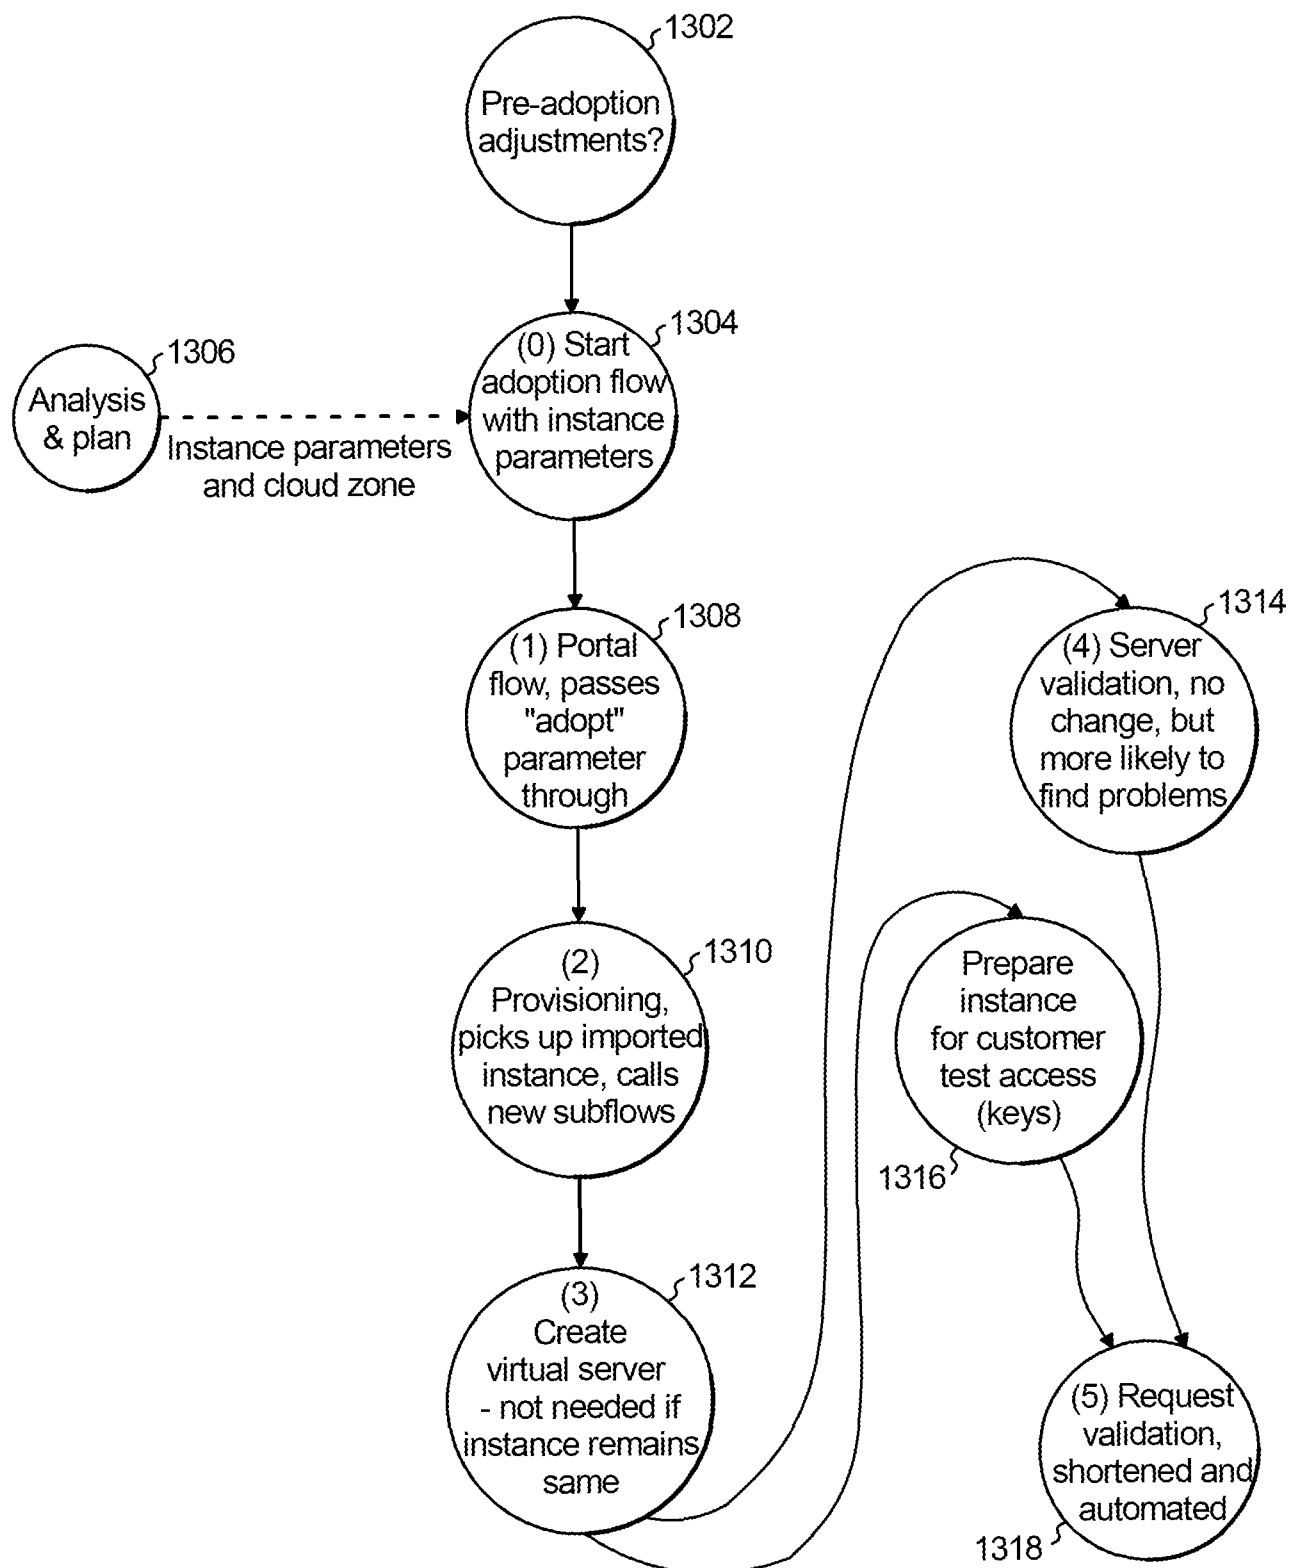 1302
Pre-adoption
adjustments?
1304
(0) Start
adoption flow
with instance
parameters
1306
Analysis
& plan
Instance parameters
and cloud zone
1308
(1) Portal
flow, passes
"adopt"
parameter
through
1310
(2)
Provisioning,
picks up imported
instance, calls
new subflows
1312
(3)
Create
virtual server
- not needed if
instance remains
same
1314
(4) Server
validation, no
change, but
more likely to
find problems
Prepare
instance
for customer
test access
(keys)
1316
(5) Request
validation,
shortened and
automated
1318